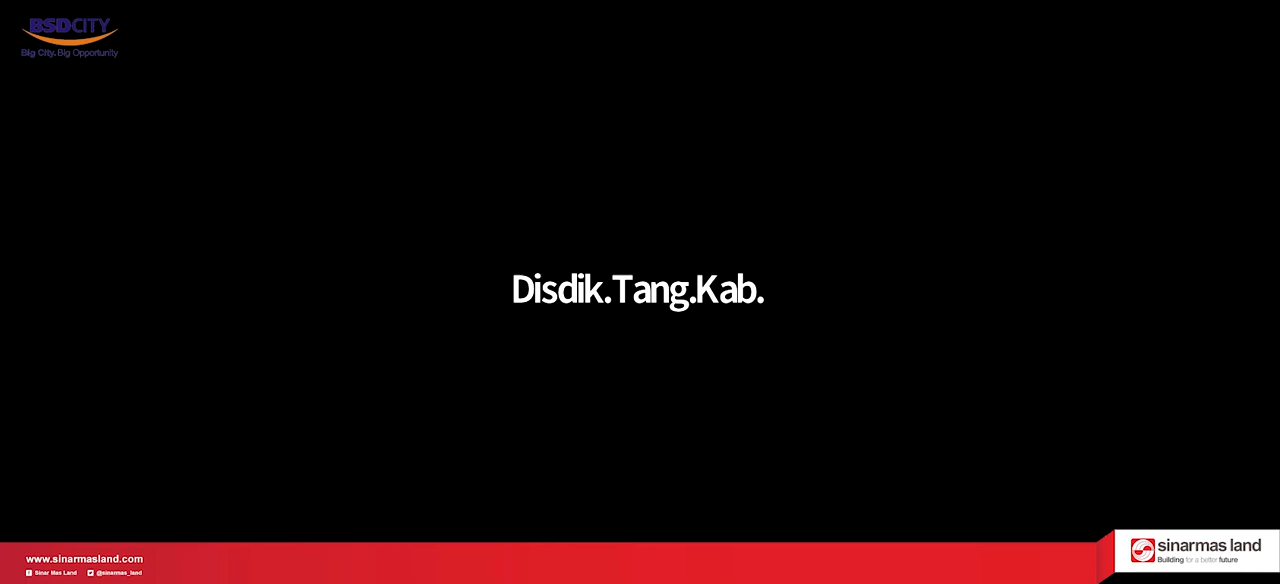 BSDCITY
Big City. Big Opportunity
Disdik.Tang.Kab.
www.sinarmasland.com
Sinar Mas Land @sinarmas_land
sinarmas land
Building for a better future